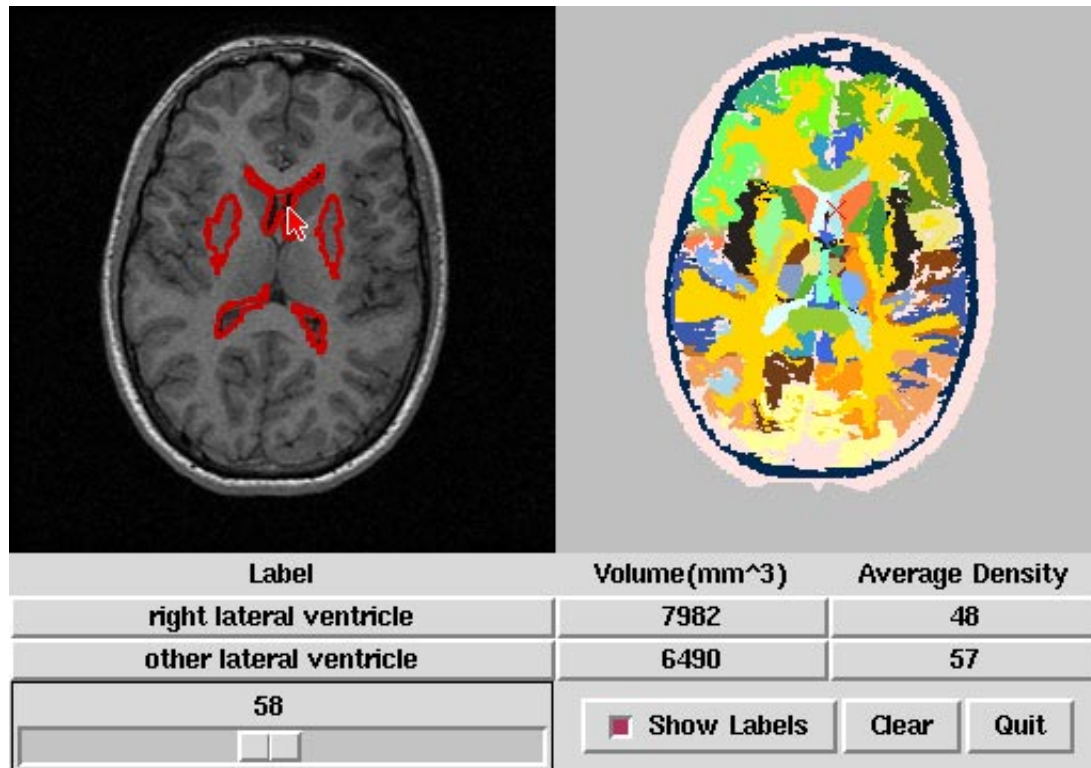 Label Volume(mm^3) Average Density
right lateral ventricle 7982 48
other lateral ventricle 6490 57
58
Show Labels Clear Quit